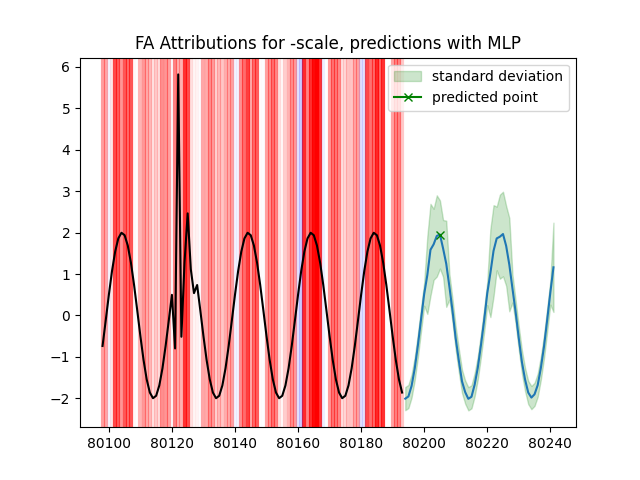 FA Attributions for -scale, predictions with MLP
standard deviation
predicted point
6
5
4
3
2
1
0
−1
−2
80100 80120 80140 80160 80180 80200 80220 80240